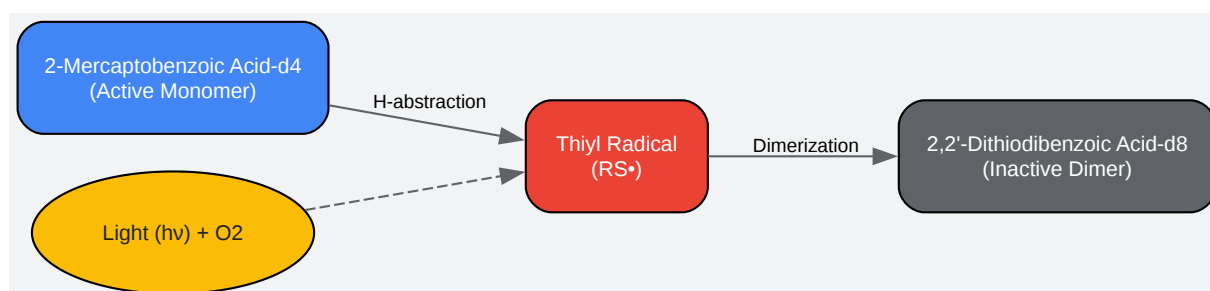 2-Mercaptobenzoic Acid-d4
(Active Monomer)
H-abstraction
Light (hν) + O2
Thiyl Radical
(RS•)
Dimerization
2,2'-Dithiodibenzoic Acid-d8
(Inactive Dimer)